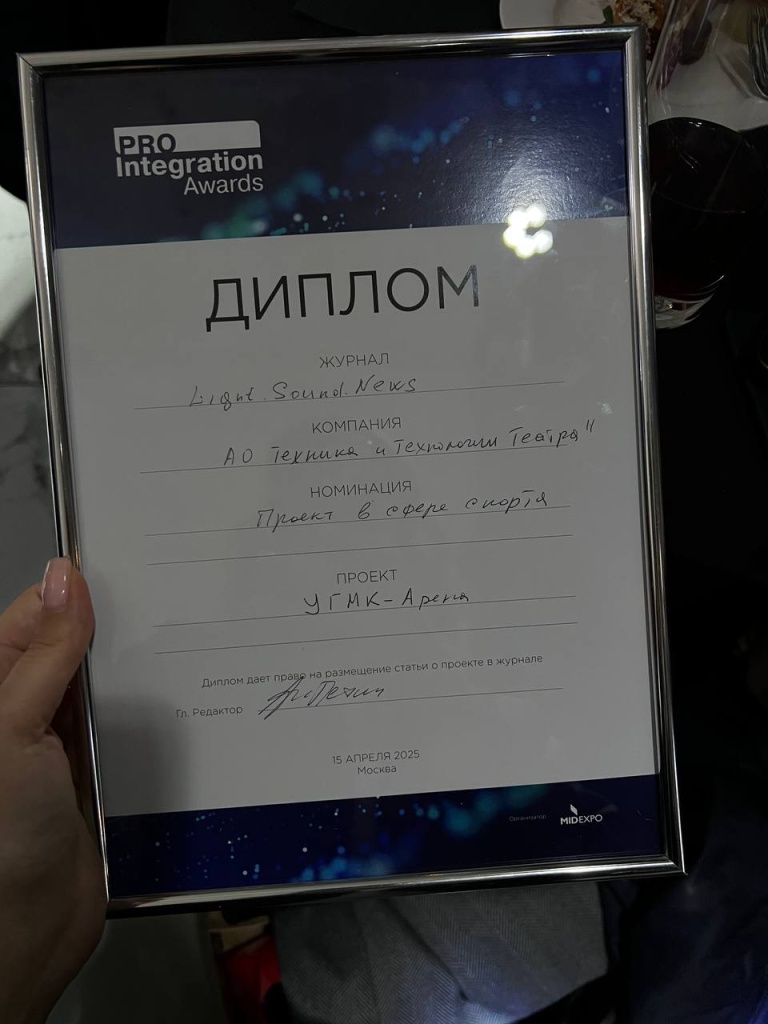 PRO
Integration
Awards
ДИПЛОМ
ЖУРНАЛ
Light. Sound. News
КОМПАНИЯ
АО Техника и Технологии Театра"
НОМИНАЦИЯ
Проект в сфере спорта
ПРОЕКТ
УГМК-Арена
Диплом дает право на размещение статьи о проекте в журнале
Гл. Редактор
15 АПРЕЛЯ 2025
Москва
Организатор
MIDEXPO